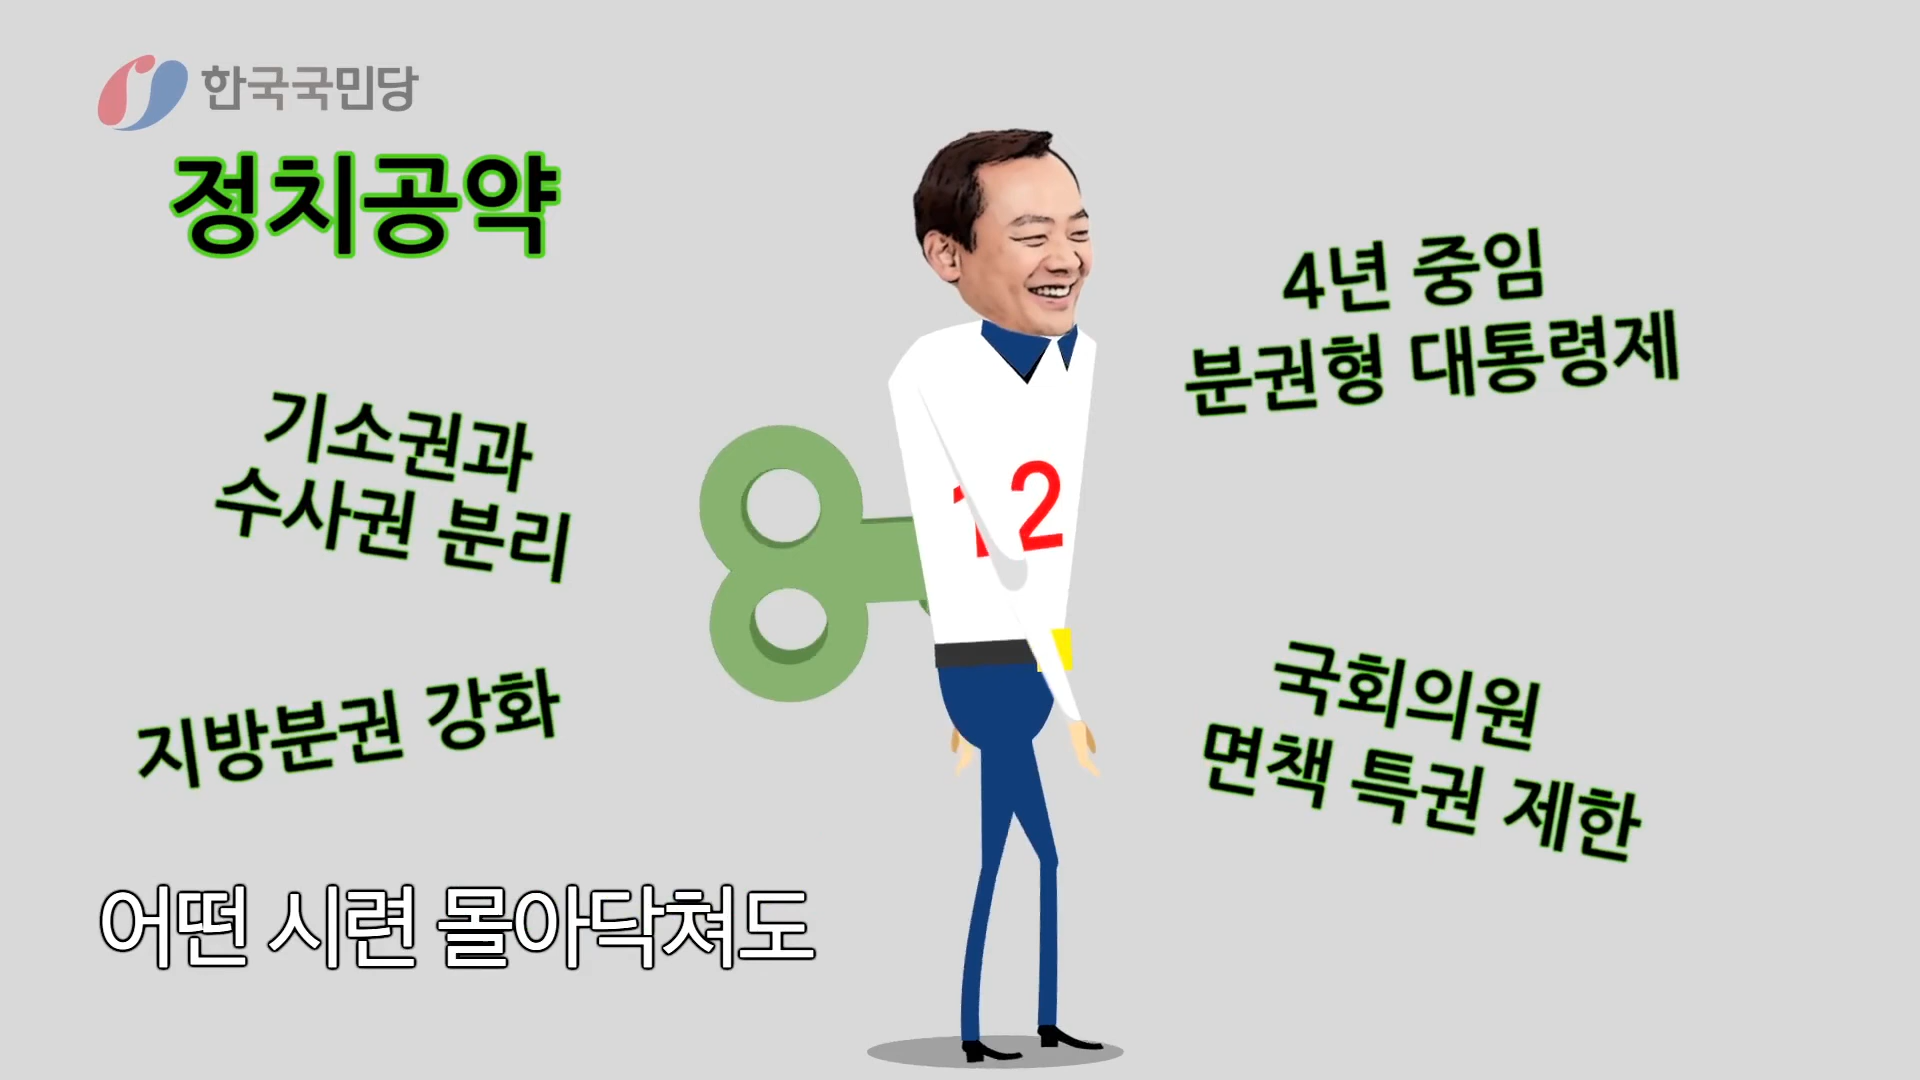 한국국민당
정치공약
4년 중임
분권형 대통령제
기소권과
수사권 분리
12
지방분권 강화
국회의원
면책 특권 제한
어떤 시련 몰아닥쳐도